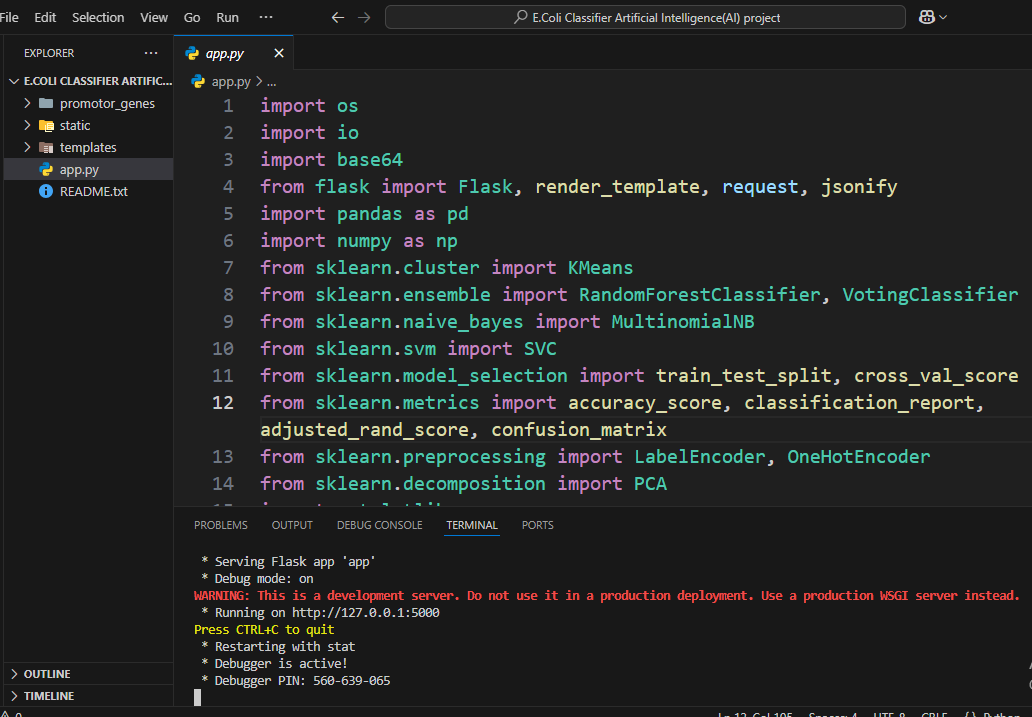 File Edit Selection View Go Run ...
E.Coli Classifier Artificial Intelligence(AI) project
EXPLORER ...
E.COLI CLASSIFIER ARTIFIC...
promotor_genes
static
templates
app.py
README.txt
OUTLINE
TIMELINE
app.py
app.py > ...
1 import os
2 import io
3 import base64
4 from flask import Flask, render_template, request, jsonify
5 import pandas as pd
6 import numpy as np
7 from sklearn.cluster import KMeans
8 from sklearn.ensemble import RandomForestClassifier, VotingClassifier
9 from sklearn.naive_bayes import MultinomialNB
10 from sklearn.svm import SVC
11 from sklearn.model_selection import train_test_split, cross_val_score
12 from sklearn.metrics import accuracy_score, classification_report,
adjusted_rand_score, confusion_matrix
13 from sklearn.preprocessing import LabelEncoder, OneHotEncoder
14 from sklearn.decomposition import PCA
PROBLEMS OUTPUT DEBUG CONSOLE TERMINAL PORTS
* Serving Flask app 'app'
* Debug mode: on
WARNING: This is a development server. Do not use it in a production deployment. Use a production WSGI server instead.
* Running on http://127.0.0.1:5000
Press CTRL+C to quit
* Restarting with stat
* Debugger is active!
* Debugger PIN: 560-639-065